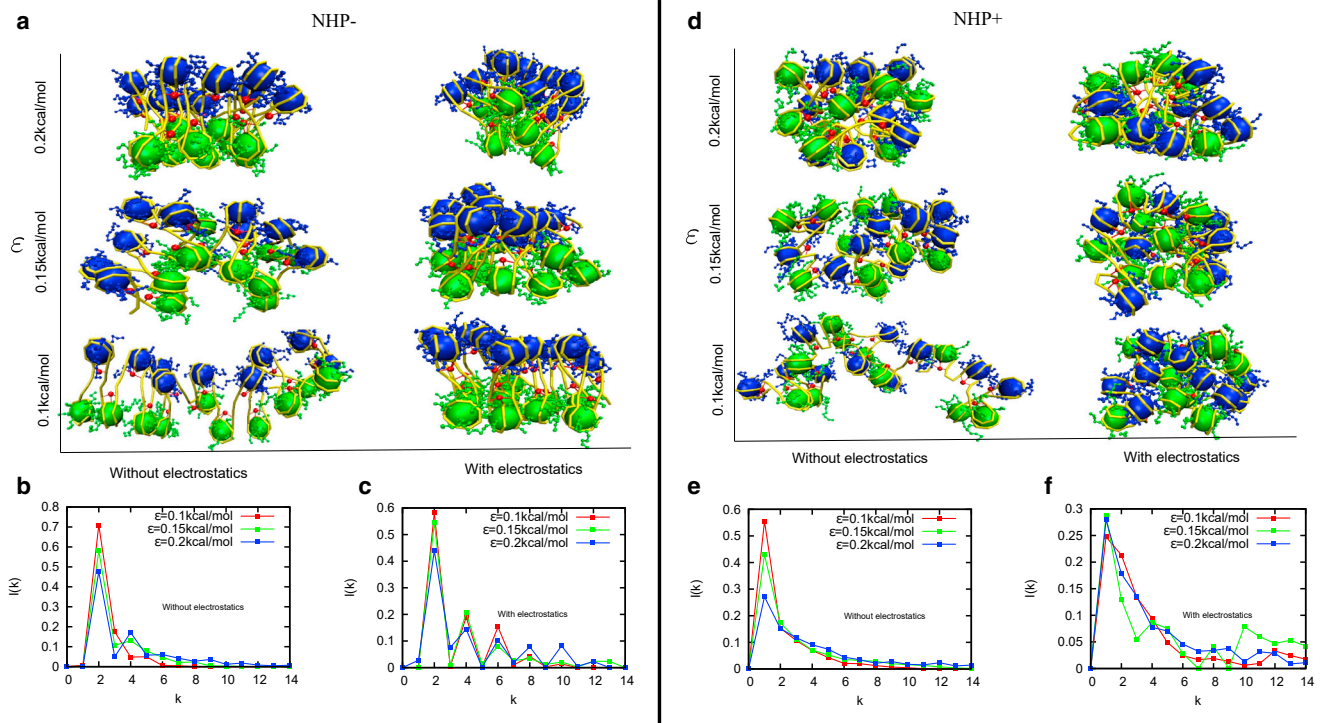 a
NHP-
0.2kcal/mol
0.15kcal/mol
0.1kcal/mol
ω
Without electrostatics
With electrostatics
b
0.8
0.7
0.6
0.5
0.4
0.3
0.2
0.1
0
I(k)
ε=0.1kcal/mol
ε=0.15kcal/mol
ε=0.2kcal/mol
Without electrostatics
0 2 4 6 8 10 12 14
k
c
0.6
0.5
0.4
0.3
0.2
0.1
0
I(k)
ε=0.1kcal/mol
ε=0.15kcal/mol
ε=0.2kcal/mol
With electrostatics
0 2 4 6 8 10 12 14
k
d
NHP+
0.2kcal/mol
0.15kcal/mol
0.1kcal/mol
ω
Without electrostatics
With electrostatics
e
0.6
0.5
0.4
0.3
0.2
0.1
0
I(k)
ε=0.1kcal/mol
ε=0.15kcal/mol
ε=0.2kcal/mol
Without electrostatics
0 2 4 6 8 10 12 14
k
f
0.3
0.25
0.2
0.15
0.1
0.05
0
I(k)
ε=0.1kcal/mol
ε=0.15kcal/mol
ε=0.2kcal/mol
With electrostatics
0 2 4 6 8 10 12 14
k